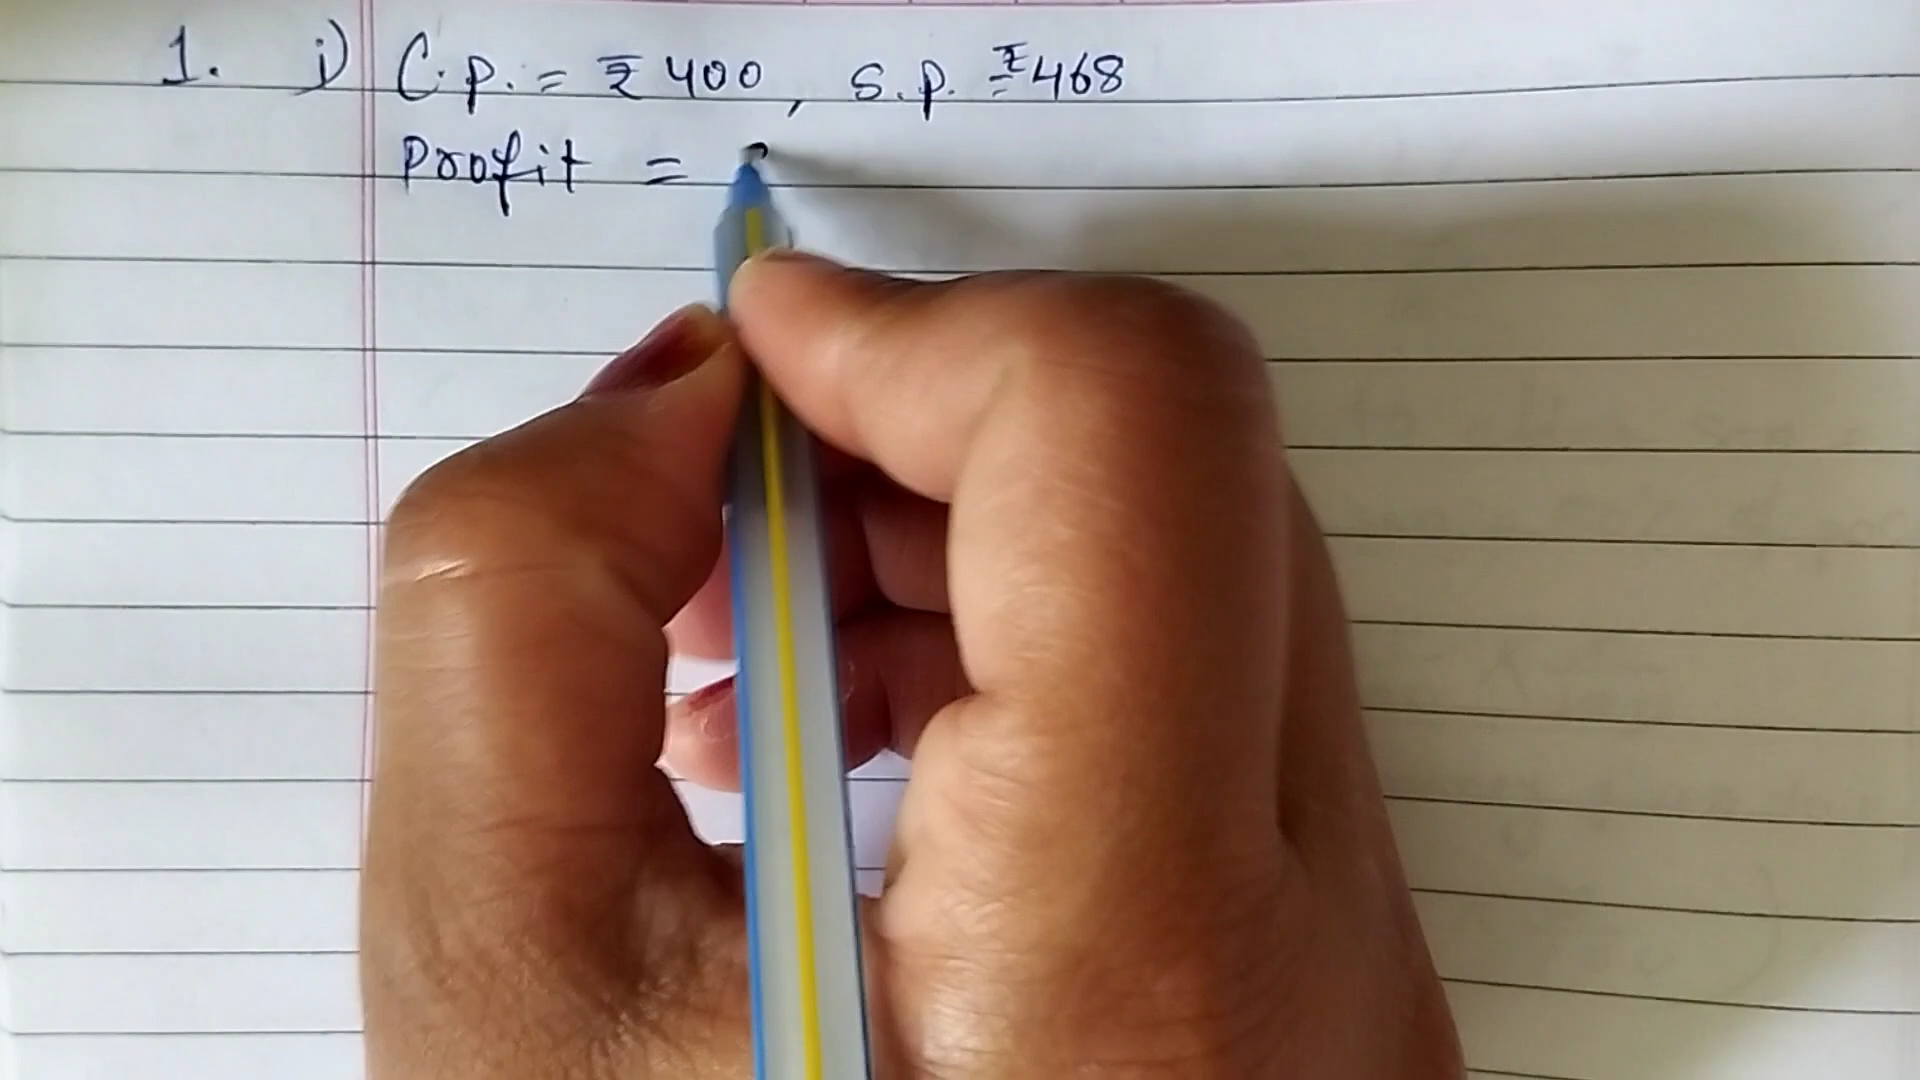 1. i) C.p. = ₹ 400, S.p. = ₹468
Profit =